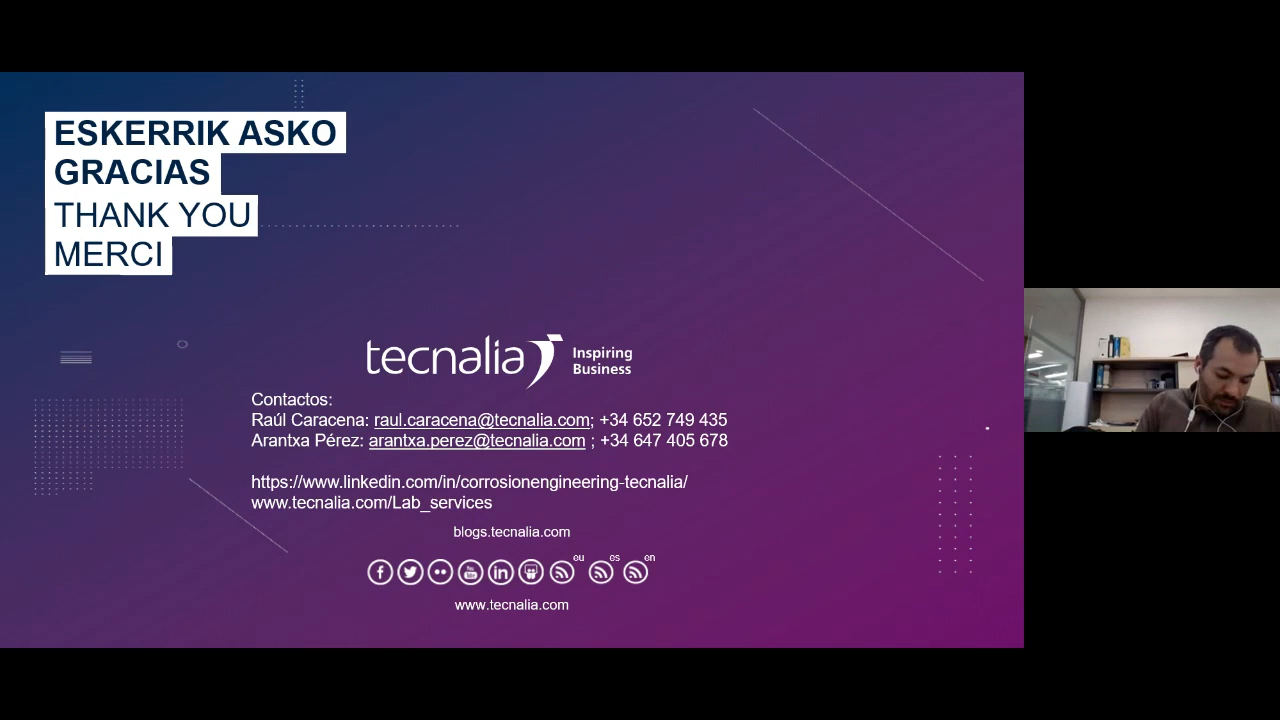 ESKERRIK ASKO
GRACIAS
THANK YOU
MERCI
tecnalia Inspiring Business
Contactos:
Raúl Caracena: raul.caracena@tecnalia.com; +34 652 749 435
Arantxa Pérez: arantxa.perez@tecnalia.com ; +34 647 405 678
https://www.linkedin.com/in/corrosionengineering-tecnalia/
www.tecnalia.com/Lab_services
blogs.tecnalia.com
eu es en
www.tecnalia.com